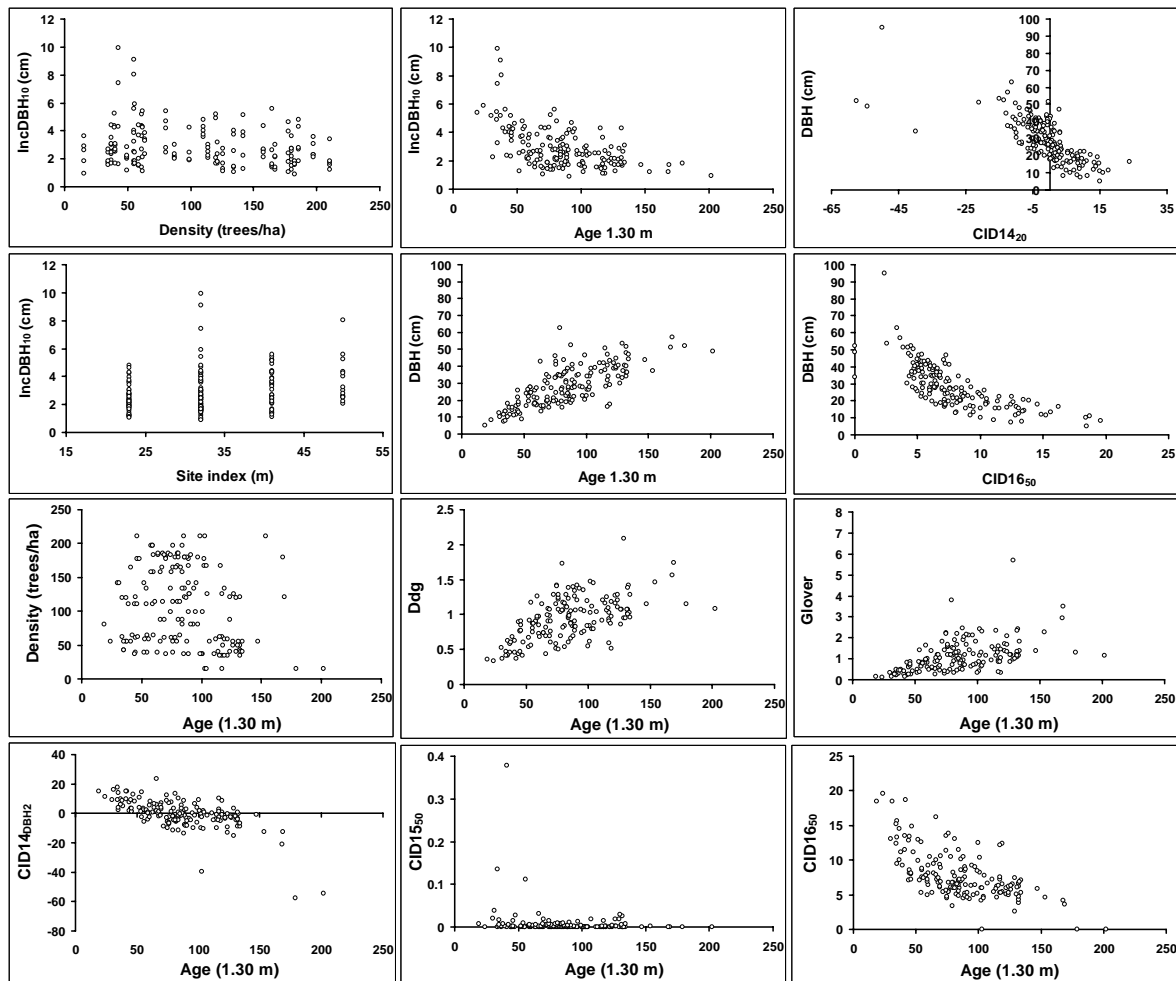 IncDBH10 (cm)
12
10
8
6
4
2
0
0 50 100 150 200 250
Density (trees/ha)
IncDBH10 (cm)
12
10
8
6
4
2
0
0 50 100 150 200 250
Age 1.30 m
DBH (cm)
100
90
80
70
60
50
40
30
20
10
0
-65 -45 -25 -5 15 35
CID1420
IncDBH10 (cm)
12
10
8
6
4
2
0
15 25 35 45 55
Site index (m)
DBH (cm)
100
90
80
70
60
50
40
30
20
10
0
0 50 100 150 200 250
Age 1.30 m
DBH (cm)
100
90
80
70
60
50
40
30
20
10
0
0 5 10 15 20 25
CID1650
Density (trees/ha)
250
200
150
100
50
0
0 50 100 150 200 250
Age (1.30 m)
Ddg
2.5
2
1.5
1
0.5
0
0 50 100 150 200 250
Age (1.30 m)
Glover
8
7
6
5
4
3
2
1
0
0 50 100 150 200 250
Age (1.30 m)
CID14DBH2
40
20
0
-20
-40
-60
-80
0 50 100 150 200 250
Age (1.30 m)
CID1550
0.4
0.3
0.2
0.1
0
0 50 100 150 200 250
Age (1.30 m)
CID1650
25
20
15
10
5
0
0 50 100 150 200 250
Age (1.30 m)